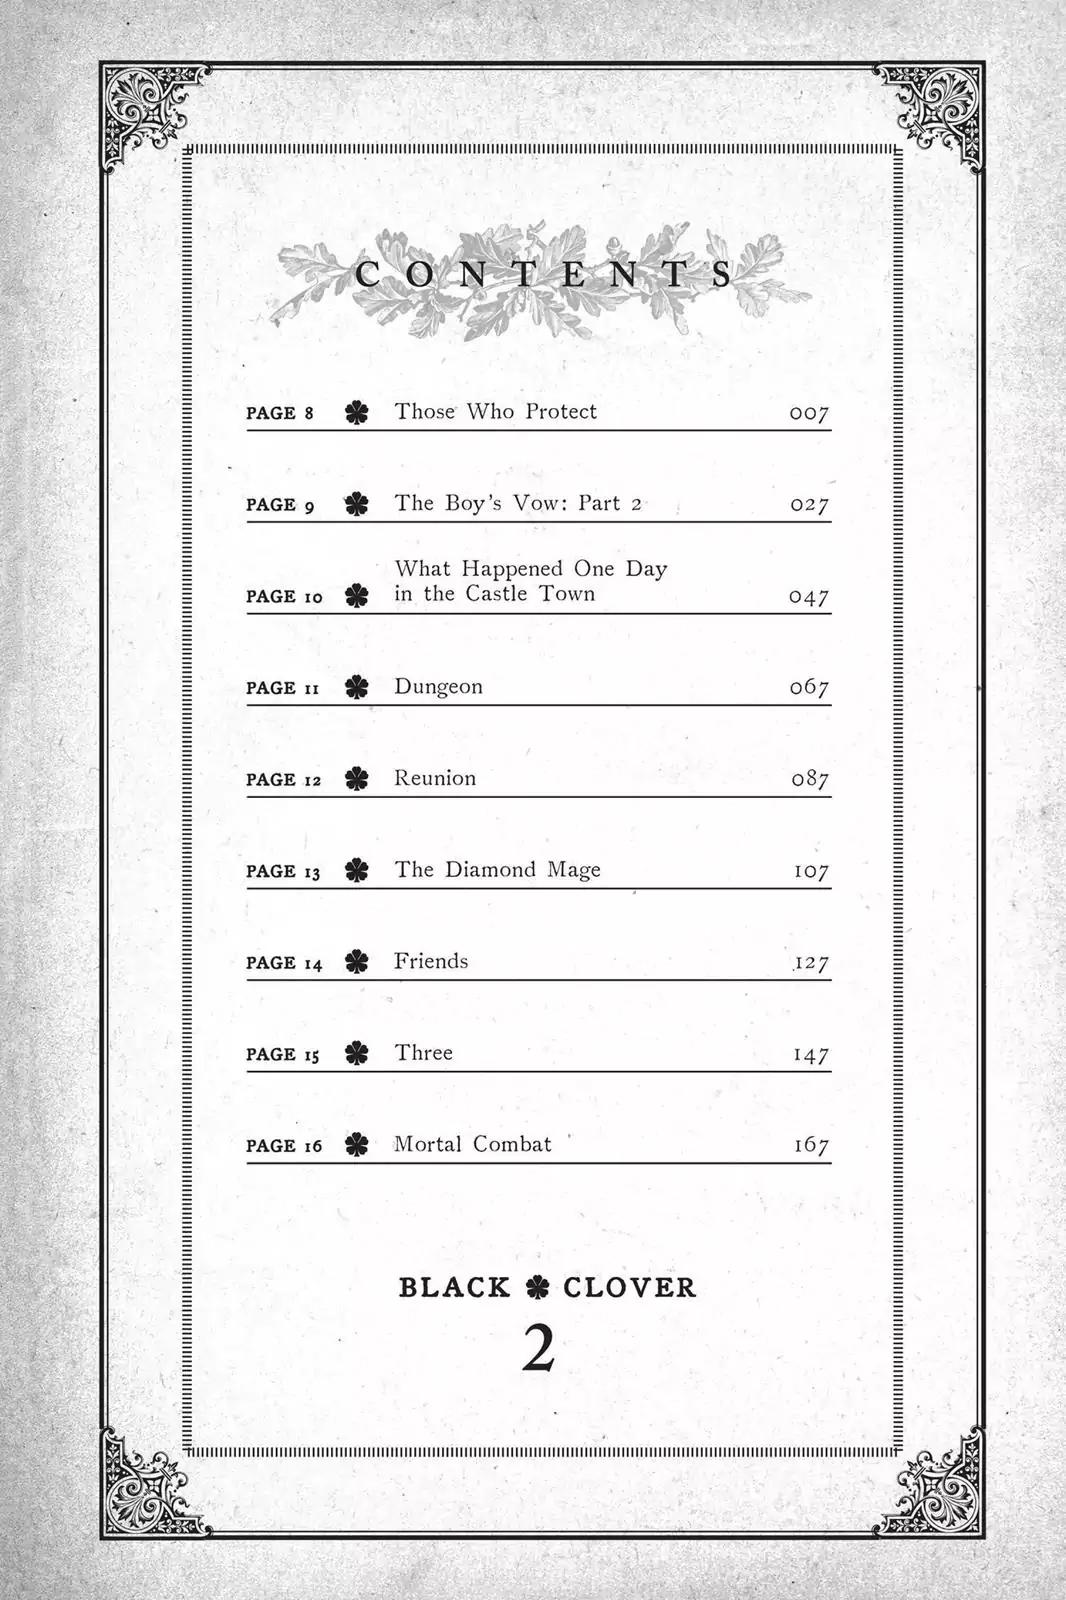 CONTENTS
PAGE 8 Those Who Protect 007
PAGE 9 The Boy's Vow: Part 2 027
What Happened One Day
PAGE 10 in the Castle Town 047
PAGE 11 Dungeon 067
PAGE 12 Reunion 087
PAGE 13 The Diamond Mage 107
PAGE 14 Friends 127
PAGE 15 Three 147
PAGE 16 Mortal Combat 167
BLACK CLOVER
2